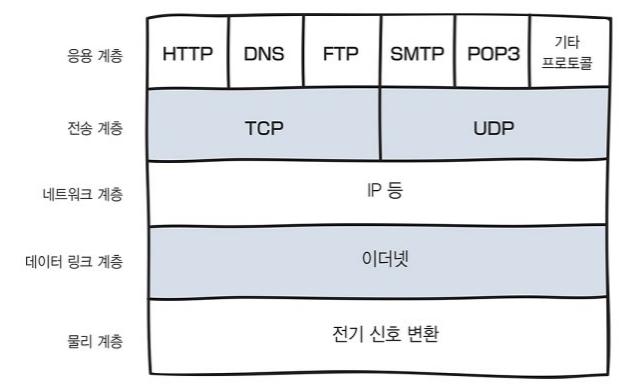 응용 계층
HTTP
DNS
FTP
SMTP
POP3
기타
프로토콜
전송 계층
TCP
UDP
네트워크 계층
IP 등
데이터 링크 계층
이더넷
물리 계층
전기 신호 변환